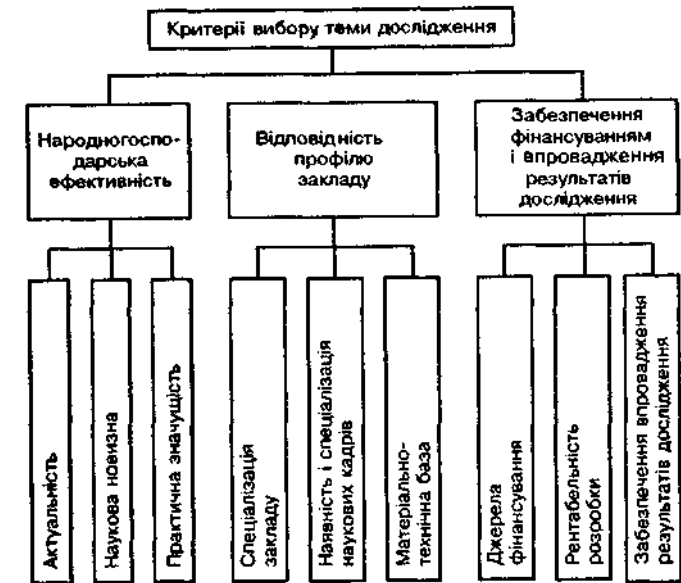 Критерії вибору теми дослідження
Народногоспо-
дарська
ефективність
Відповідність
профілю
закладу
Забезпечення
фінансуванням
і впровадження
результатів
дослідження
Актуальність
Наукова новизна
Практична значущість
Спеціалізація
закладу
Наявність і спеціалізація
наукових кадрів
Матеріально-
технінна база
Джерела
фінансування
Рентабельність
розробки
Забезпечення впровадження
результатів дослідження